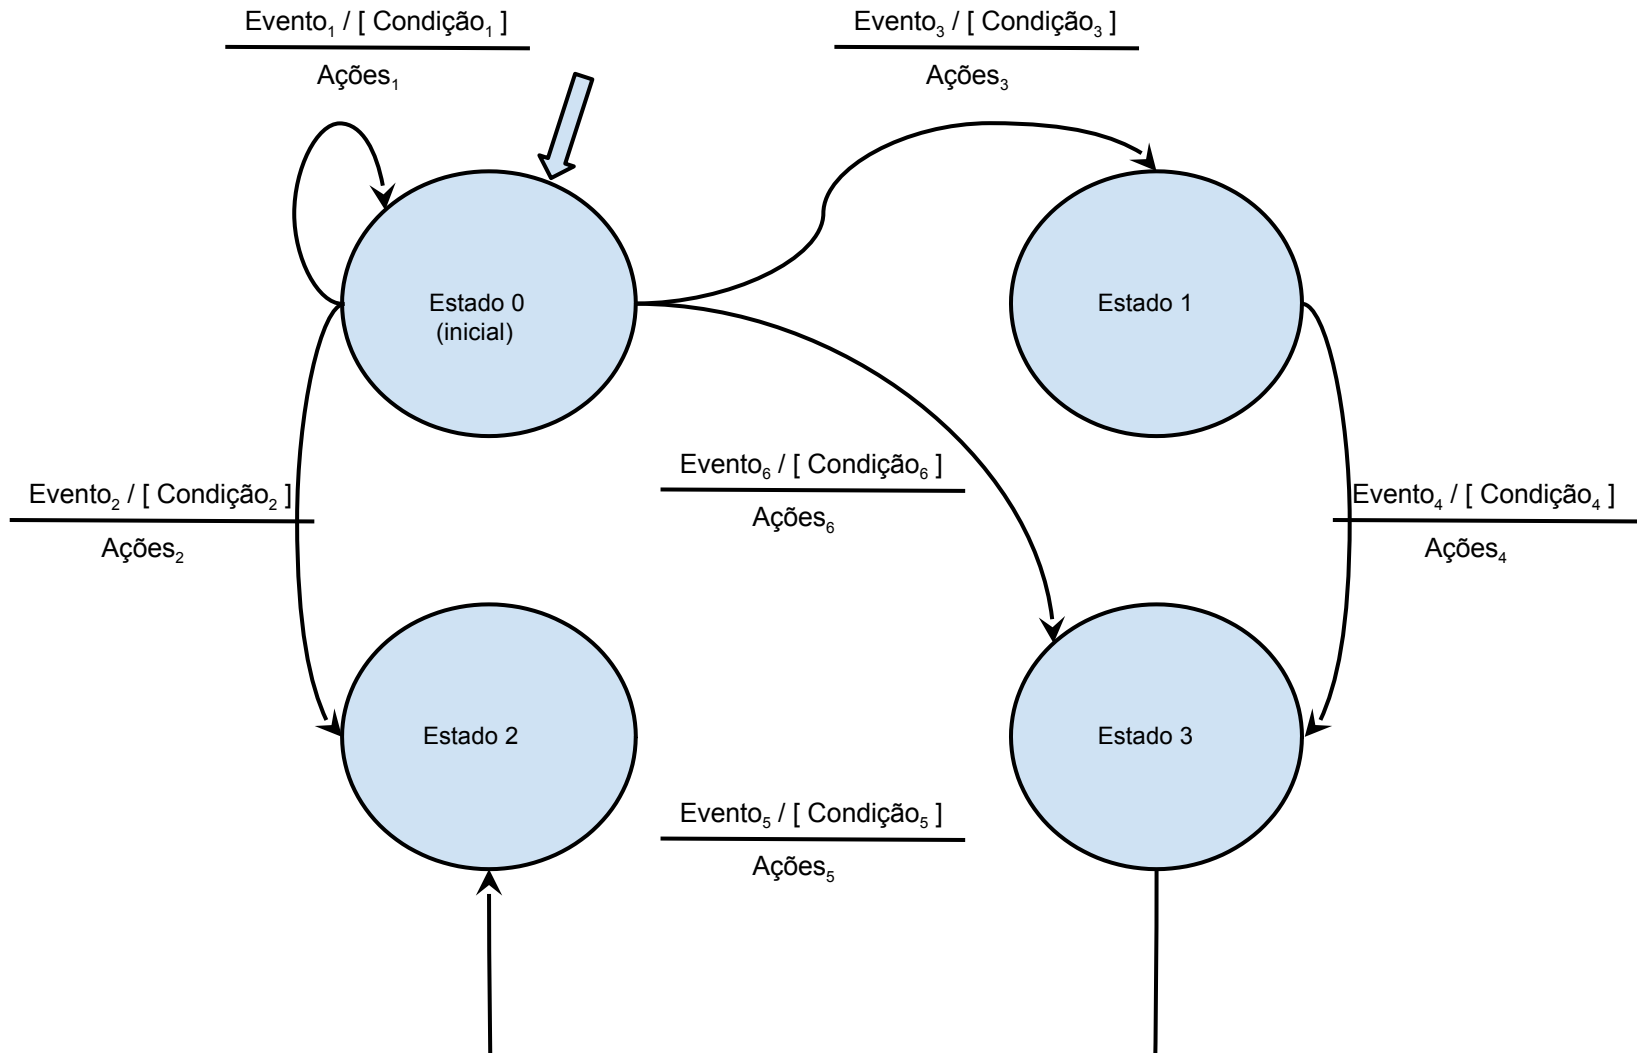 Evento₁ / [ Condição₁ ]
Ações₁
Evento₃ / [ Condição₃ ]
Ações₃
Estado 0
(inicial)
Estado 1
Evento₂ / [ Condição₂ ]
Ações₂
Evento₆ / [ Condição₆ ]
Ações₆
Evento₄ / [ Condição₄ ]
Ações₄
Estado 2
Estado 3
Evento₅ / [ Condição₅ ]
Ações₅